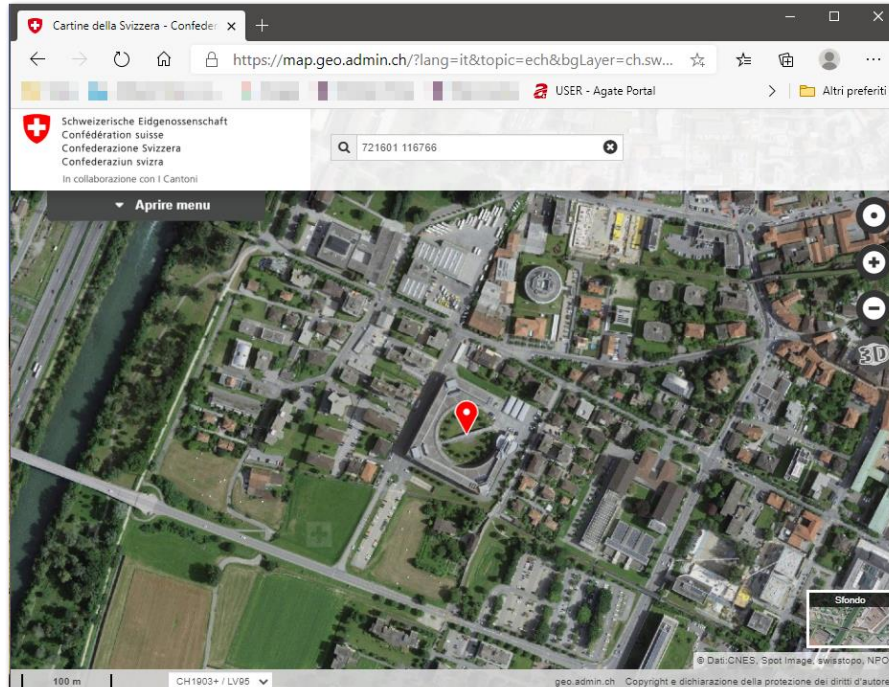 Cartine della Svizzera - Confeder
https://map.geo.admin.ch/?lang=it&topic=ech&bgLayer=ch.sw...
USER - Agate Portal
Altri preferiti
Schweizerische Eidgenossenschaft
Confédération suisse
Confederazione Svizzera
Confederaziun svizra
In collaborazione con I Cantoni
721601 116766
Aprire menu
3D
Sfondo
© Dati:CNES, Spot Image, swisstopo, NPO
100 m
CH1903+ / LV95
geo.admin.ch Copyright e dichiarazione della protezione dei diritti d'autore